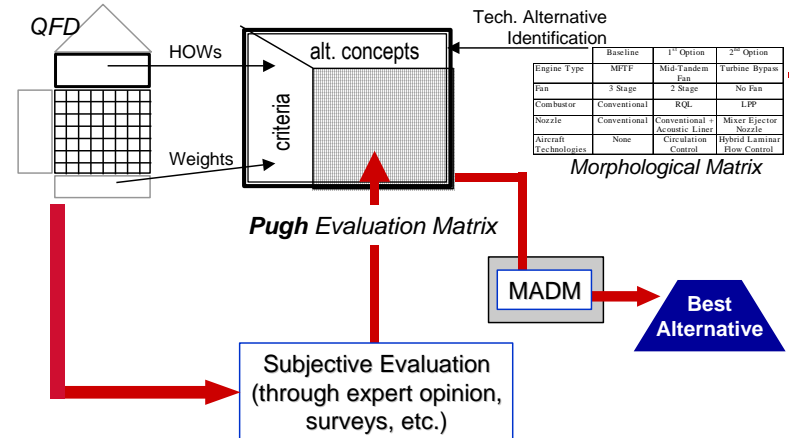 QFD
HOWs
Weights
alt. concepts
criteria
Tech. Alternative
Identification
Baseline 1st Option 2nd Option
Engine Type MFTF Mid-Tandem Fan Turbine Bypass
Fan 3 Stage 2 Stage No Fan
Combustor Conventional RQL LPP
Nozzle Conventional Conventional + Acoustic Liner Mixer Ejector Nozzle
Aircraft Technologies None Circulation Control Hybrid Laminar Flow Control
Morphological Matrix
Pugh Evaluation Matrix
MADM
Best
Alternative
Subjective Evaluation
(through expert opinion,
surveys, etc.)